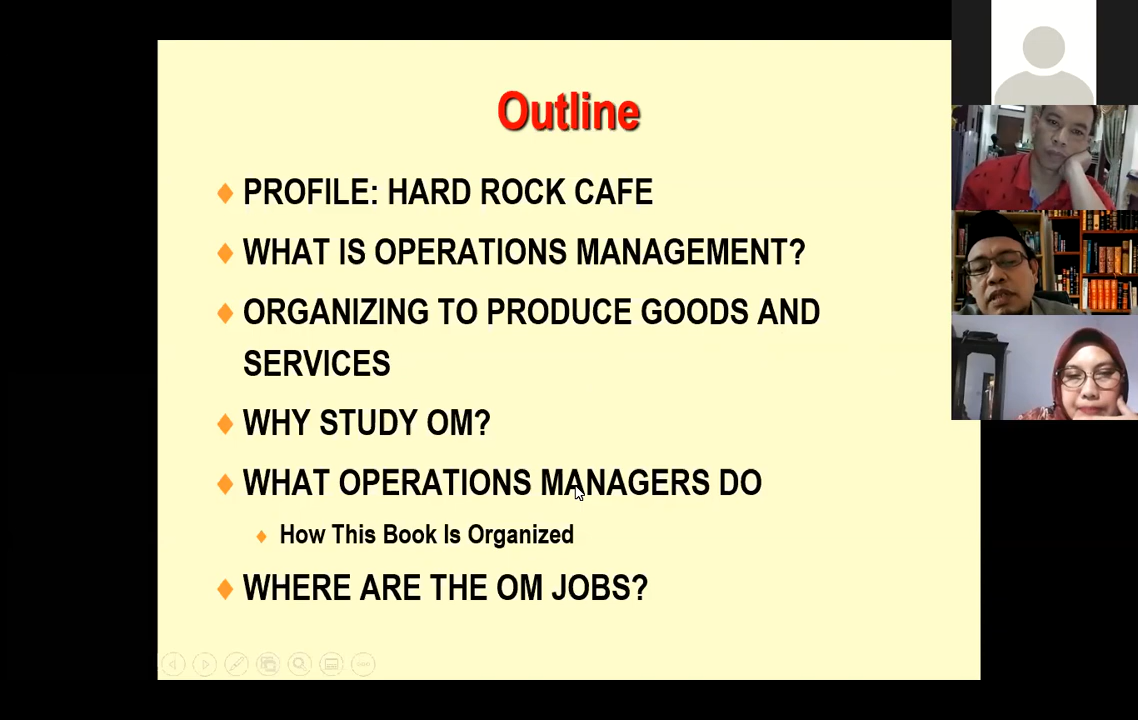 Outline
PROFILE: HARD ROCK CAFE
WHAT IS OPERATIONS MANAGEMENT?
ORGANIZING TO PRODUCE GOODS AND
SERVICES
WHY STUDY OM?
WHAT OPERATIONS MANAGERS DO
How This Book Is Organized
WHERE ARE THE OM JOBS?